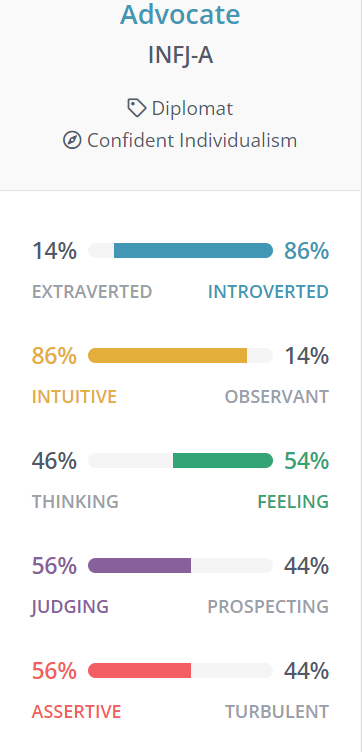 Advocate
INFJ-A
Diplomat
Confident Individualism
14% 86%
EXTRAVERTED INTROVERTED
86% 14%
INTUITIVE OBSERVANT
46% 54%
THINKING FEELING
56% 44%
JUDGING PROSPECTING
56% 44%
ASSERTIVE TURBULENT